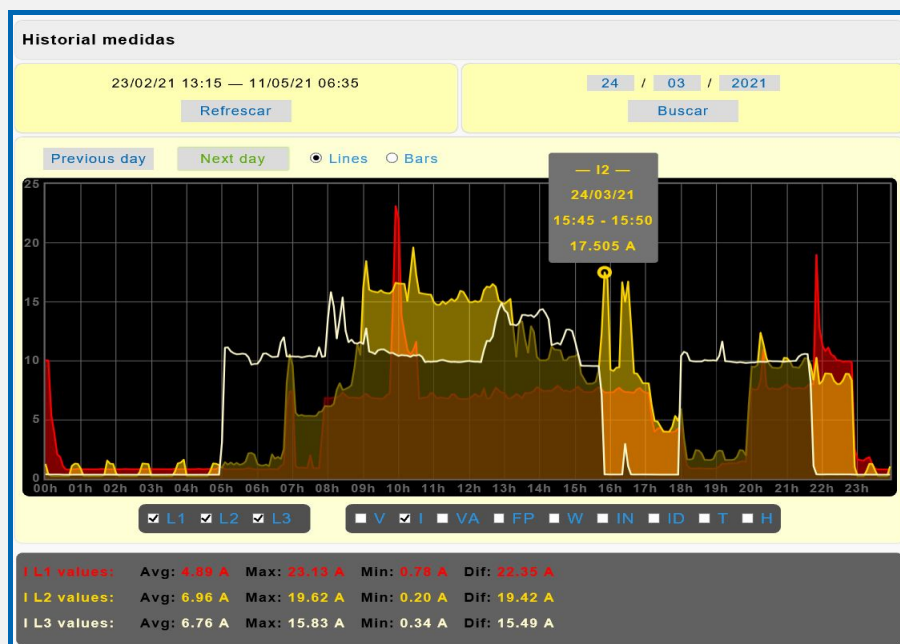 Historial medidas
23/02/21 13:15 — 11/05/21 06:35
Refrescar
24 / 03 / 2021
Buscar
Previous day Next day Lines Bars
— I2 —
24/03/21
15:45 - 15:50
17.505 A
25
20
15
10
5
0
00h 01h 02h 03h 04h 05h 06h 07h 08h 09h 10h 11h 12h 13h 14h 15h 16h 17h 18h 19h 20h 21h 22h 23h
L1 L2 L3 V I VA FP W IN ID T H
I L1 values: Avg: 4.89 A Max: 23.13 A Min: 0.78 A Dif: 22.35 A
I L2 values: Avg: 6.96 A Max: 19.62 A Min: 0.20 A Dif: 19.42 A
I L3 values: Avg: 6.76 A Max: 15.83 A Min: 0.34 A Dif: 15.49 A